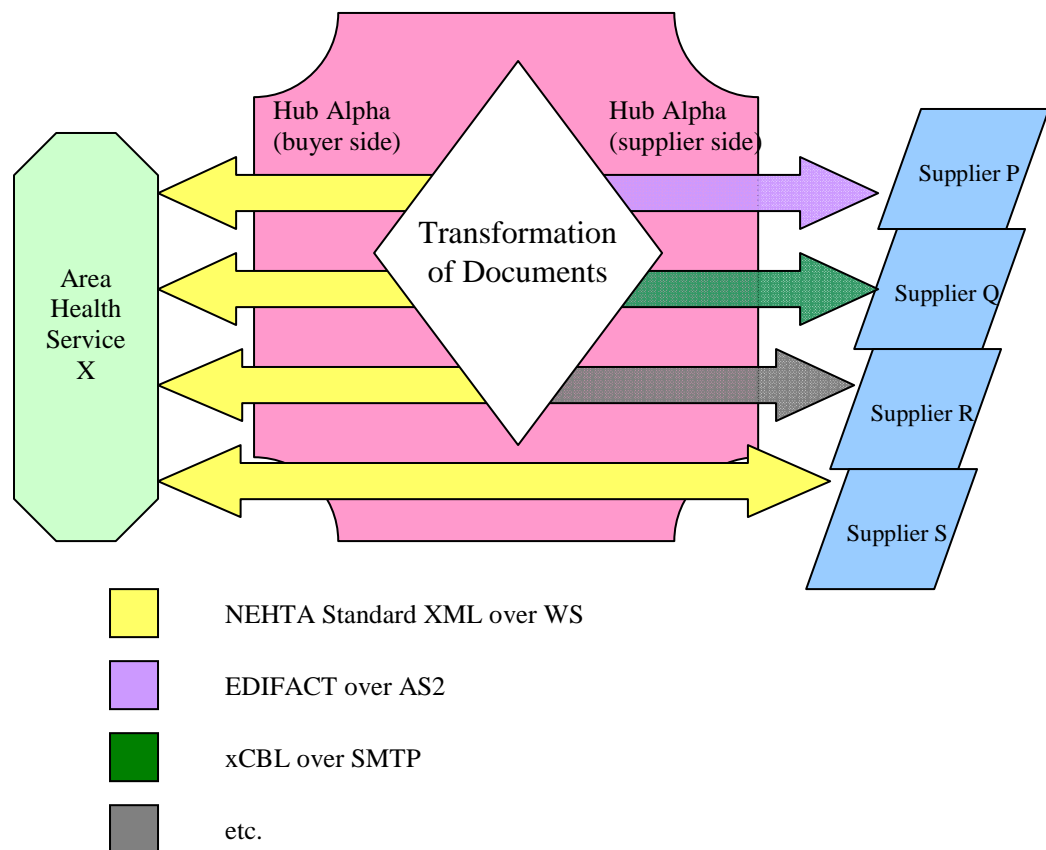 Hub Alpha
(buyer side)
Hub Alpha
(supplier side)
Transformation
of Documents
Area
Health
Service
X
Supplier P
Supplier Q
Supplier R
Supplier S
NEHTA Standard XML over WS
EDIFACT over AS2
xCBL over SMTP
etc.